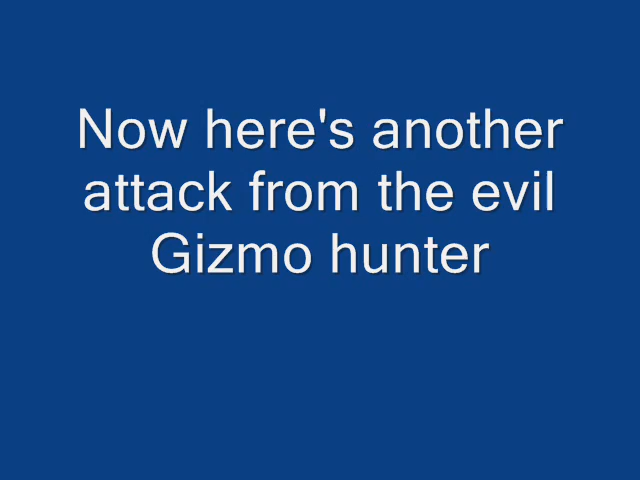 Now here's another
attack from the evil
Gizmo hunter